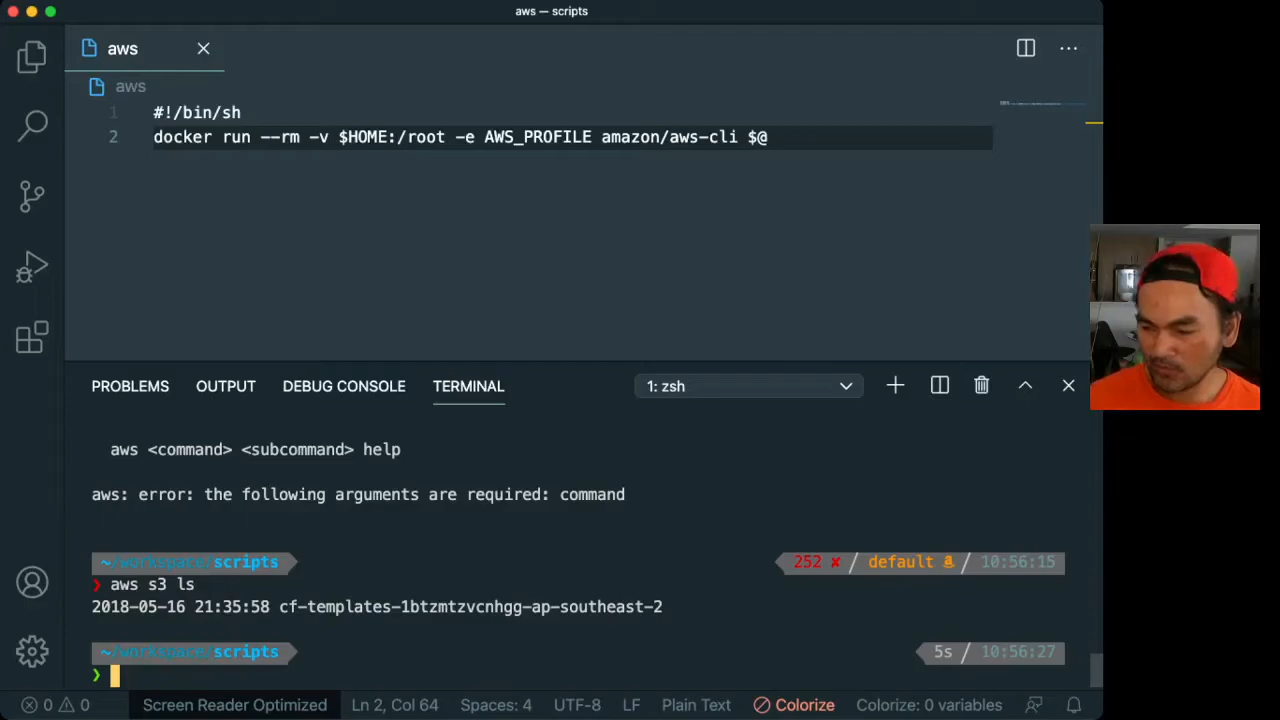 aws — scripts
aws
aws
1 #!/bin/sh
2 docker run --rm -v $HOME:/root -e AWS_PROFILE amazon/aws-cli $@
PROBLEMS OUTPUT DEBUG CONSOLE TERMINAL 1: zsh
aws <command> <subcommand> help
aws: error: the following arguments are required: command
~/workspace/scripts 252 ✘ / default / 10:56:15
❯ aws s3 ls
2018-05-16 21:35:58 cf-templates-1btzmtzvcnhgg-ap-southeast-2
~/workspace/scripts 5s / 10:56:27
❯
0 0 Screen Reader Optimized Ln 2, Col 64 Spaces: 4 UTF-8 LF Plain Text Colorize Colorize: 0 variables